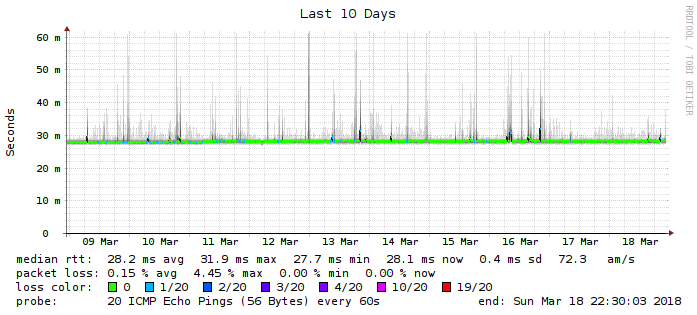 Last 10 Days
RRDTOOL / TOBI OETIKER
Seconds
60 m
50 m
40 m
30 m
20 m
10 m
0
09 Mar 10 Mar 11 Mar 12 Mar 13 Mar 14 Mar 15 Mar 16 Mar 17 Mar 18 Mar
median rtt: 28.2 ms avg 31.9 ms max 27.7 ms min 28.1 ms now 0.4 ms sd 72.3 am/s
packet loss: 0.15 % avg 4.45 % max 0.00 % min 0.00 % now
loss color: 0 1/20 2/20 3/20 4/20 10/20 19/20
probe: 20 ICMP Echo Pings (56 Bytes) every 60s end: Sun Mar 18 22:30:03 2018